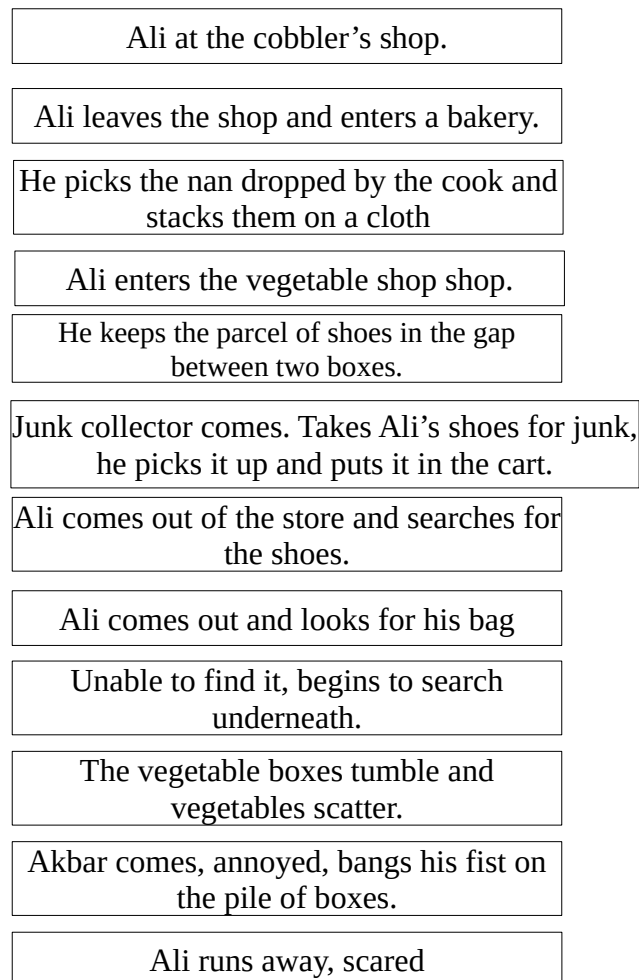 Ali at the cobbler’s shop.
Ali leaves the shop and enters a bakery.
He picks the nan dropped by the cook and
stacks them on a cloth
Ali enters the vegetable shop shop.
He keeps the parcel of shoes in the gap
between two boxes.
Junk collector comes. Takes Ali’s shoes for junk,
he picks it up and puts it in the cart.
Ali comes out of the store and searches for
the shoes.
Ali comes out and looks for his bag
Unable to find it, begins to search
underneath.
The vegetable boxes tumble and
vegetables scatter.
Akbar comes, annoyed, bangs his fist on
the pile of boxes.
Ali runs away, scared